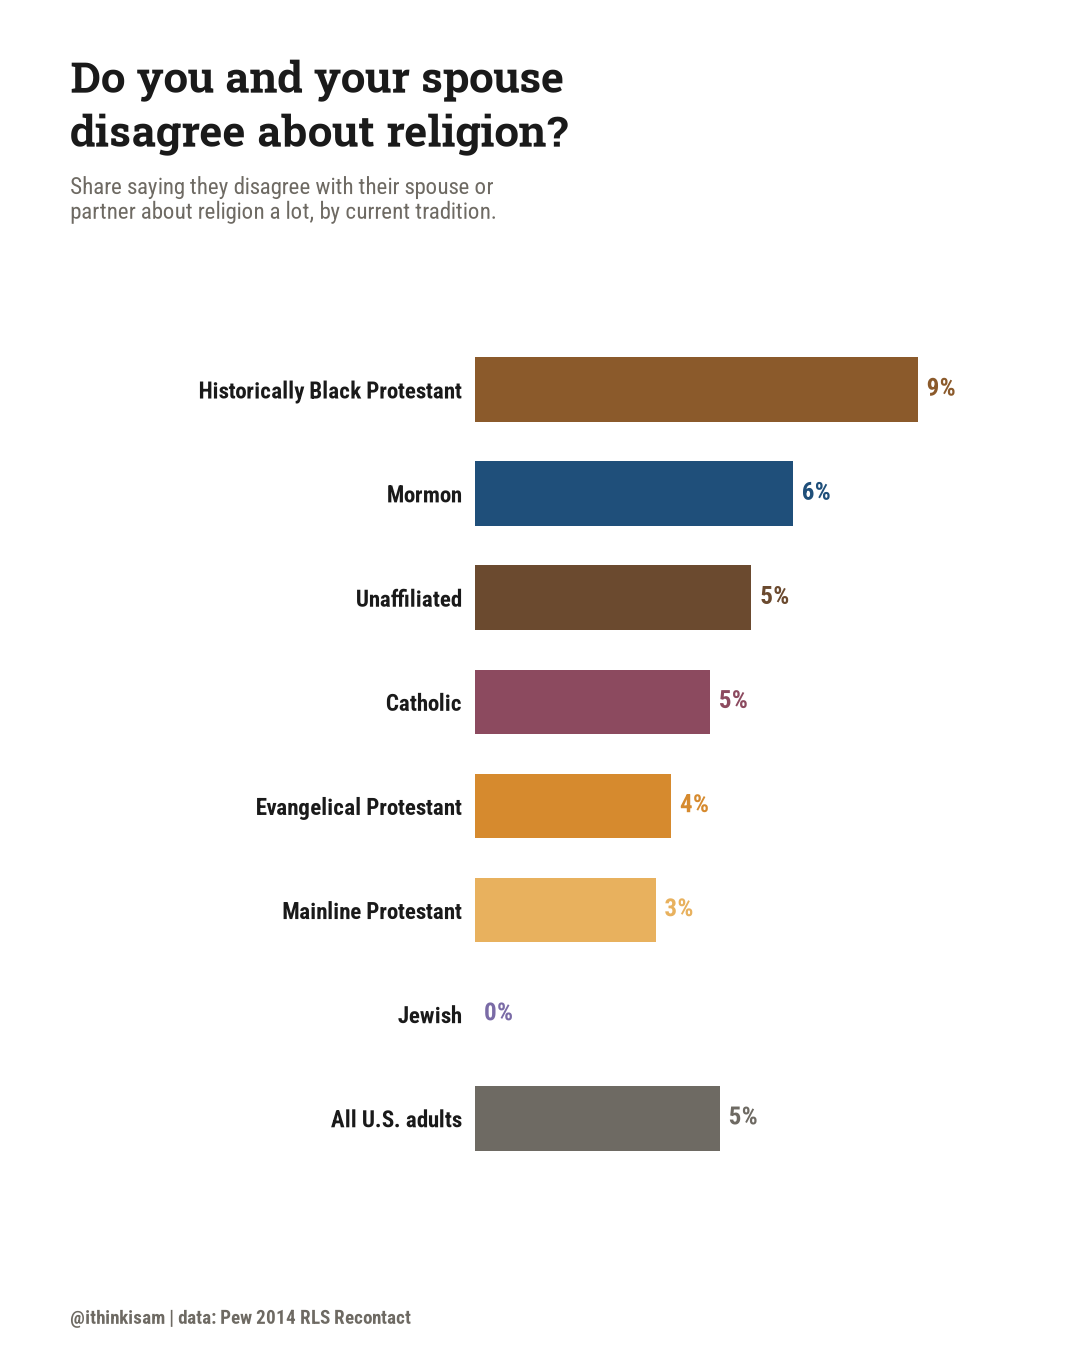 Do you and your spouse
disagree about religion?
Share saying they disagree with their spouse or
partner about religion a lot, by current tradition.
Historically Black Protestant 9%
Mormon 6%
Unaffiliated 5%
Catholic 5%
Evangelical Protestant 4%
Mainline Protestant 3%
Jewish 0%
All U.S. adults 5%
@ithinkisam | data: Pew 2014 RLS Recontact